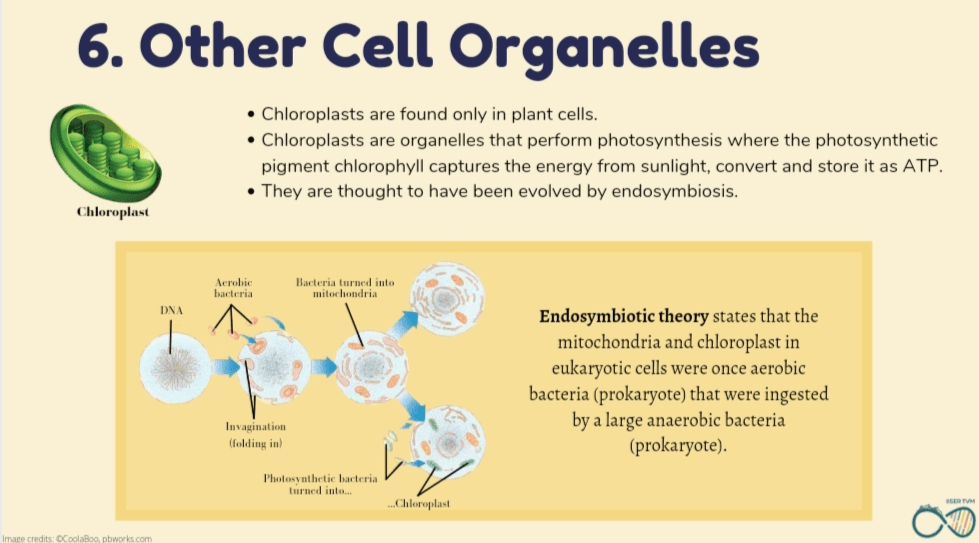 6. Other Cell Organelles
• Chloroplasts are found only in plant cells.
• Chloroplasts are organelles that perform photosynthesis where the photosynthetic
pigment chlorophyll captures the energy from sunlight, convert and store it as ATP.
• They are thought to have been evolved by endosymbiosis.
Chloroplast
DNA
Aerobic
bacteria
Bacteria turned into
mitochondria
Invagination
(folding in)
Photosynthetic bacteria
turned into...
...Chloroplast
Endosymbiotic theory states that the
mitochondria and chloroplast in
eukaryotic cells were once aerobic
bacteria (prokaryote) that were ingested
by a large anaerobic bacteria
(prokaryote).
IISER TVM
Image credits: ©CoolaBoo, pbworks.com